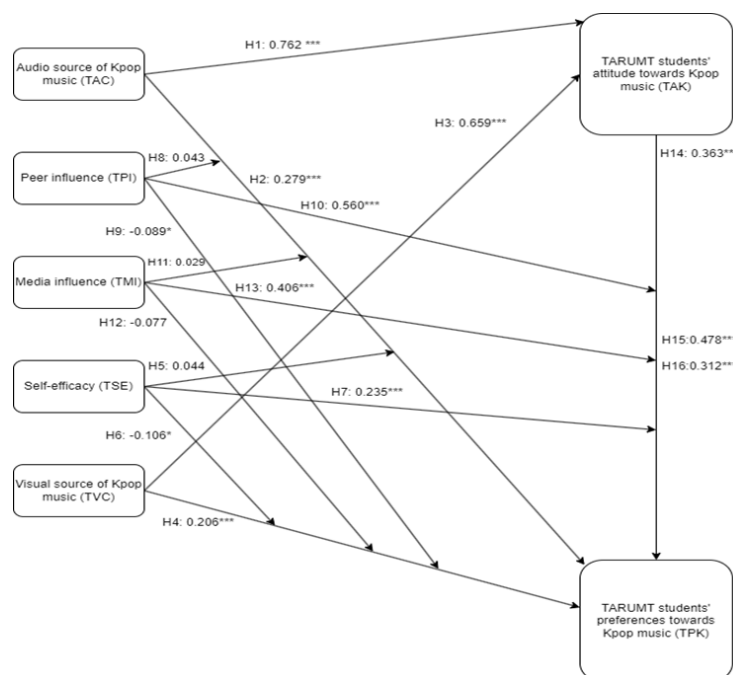 H1: 0.762 ***
Audio source of Kpop
music (TAC)
TARUMT students'
attitude towards Kpop
music (TAK)
H3: 0.659***
H8: 0.043
H14: 0.363**
Peer influence (TPI)
H2: 0.279***
H10: 0.560***
H9: -0.089*
H11: 0.029
Media influence (TMI)
H13: 0.406***
H12: -0.077
H15:0.478**
H5: 0.044
H16:0.312**
Self-efficacy (TSE)
H7: 0.235***
H6: -0.106*
Visual source of Kpop
music (TVC)
H4: 0.206***
TARUMT students'
preferences towards
Kpop music (TPK)